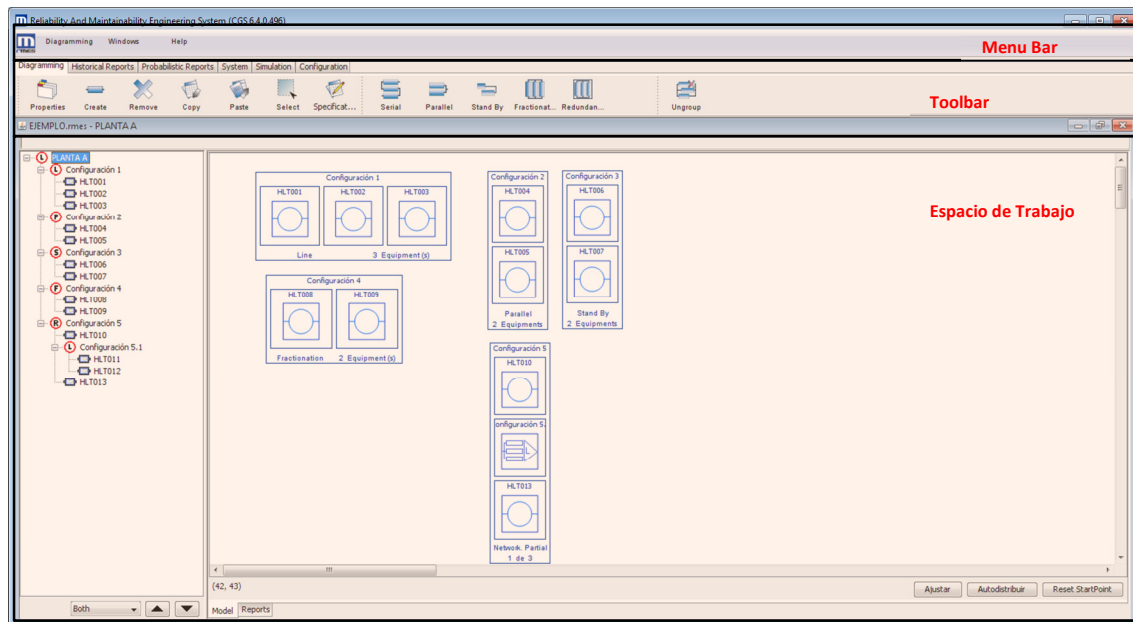 Reliability And Maintainability Engineering System (CGS 6.4.0.496)
Diagramming Windows Help
Menu Bar
Diagramming Historical Reports Probabilistic Reports System Simulation Configuration
Properties Create Remove Copy Paste Select Specificat... Serial Parallel Stand By Fractionat... Redundan... Ungroup
Toolbar
EJEMPLO.rmes - PLANTA A
L PLANTA A
L Configuración 1
HLT001
HLT002
HLT003
P Configuración 2
HLT004
HLT005
S Configuración 3
HLT006
HLT007
F Configuración 4
HLT008
HLT009
R Configuración 5
HLT010
L Configuración 5.1
HLT011
HLT012
HLT013
Configuración 1
HLT001 HLT002 HLT003
Line 3 Equipment(s)
Configuración 2
HLT004
HLT005
Parallel
2 Equipments
Configuración 3
HLT006
HLT007
Stand By
2 Equipments
Espacio de Trabajo
Configuración 4
HLT008 HLT009
Fractionation 2 Equipment(s)
Configuración 5
HLT010
onfiguración 5.
L
HLT013
Network. Partial
1 de 3
(42, 43)
Ajustar Autodistribuir Reset StartPoint
Both
Model Reports